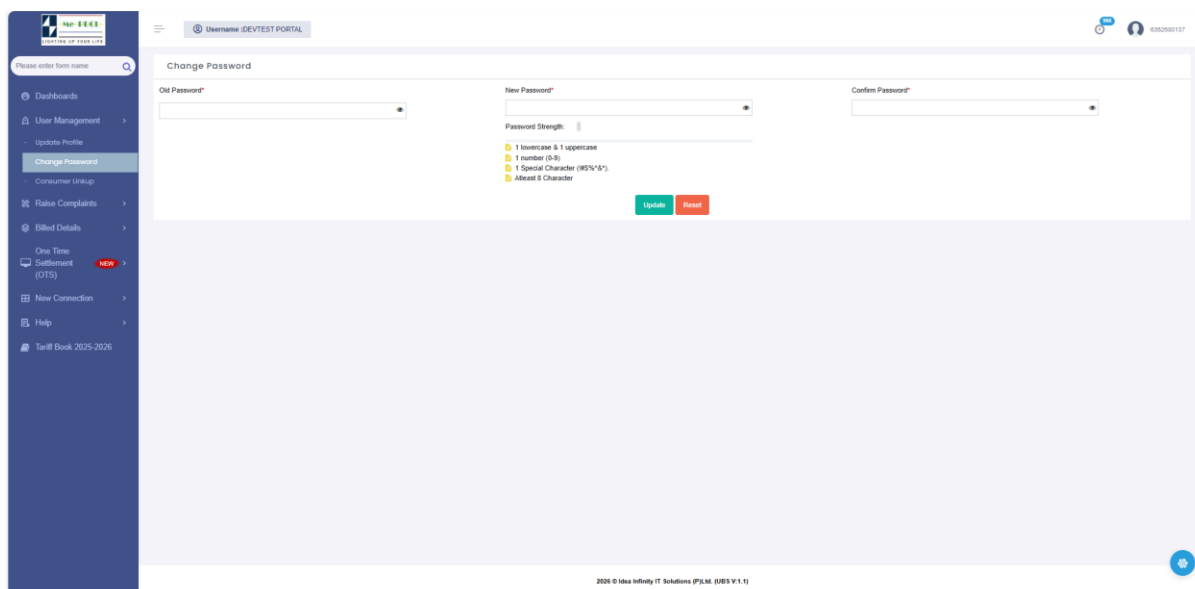 Me-PDCL
LIGHTING UP YOUR LIFE
Please enter form name
Dashboards
User Management
Update Profile
Change Password
Consumer Linkup
Raise Complaints
Billed Details
One Time
Settlement NEW
(OTS)
New Connection
Help
Tariff Book 2025-2026
Username :DEVTEST PORTAL
Change Password
Old Password*
New Password*
Confirm Password*
Password Strength:
1 lowercase & 1 uppercase
1 number (0-9)
1 Special Character (!#$%^&*).
Atleast 8 Character
Update Reset
2026 © Idea Infinity IT Solutions (P)Ltd. (UBS V:1.1)